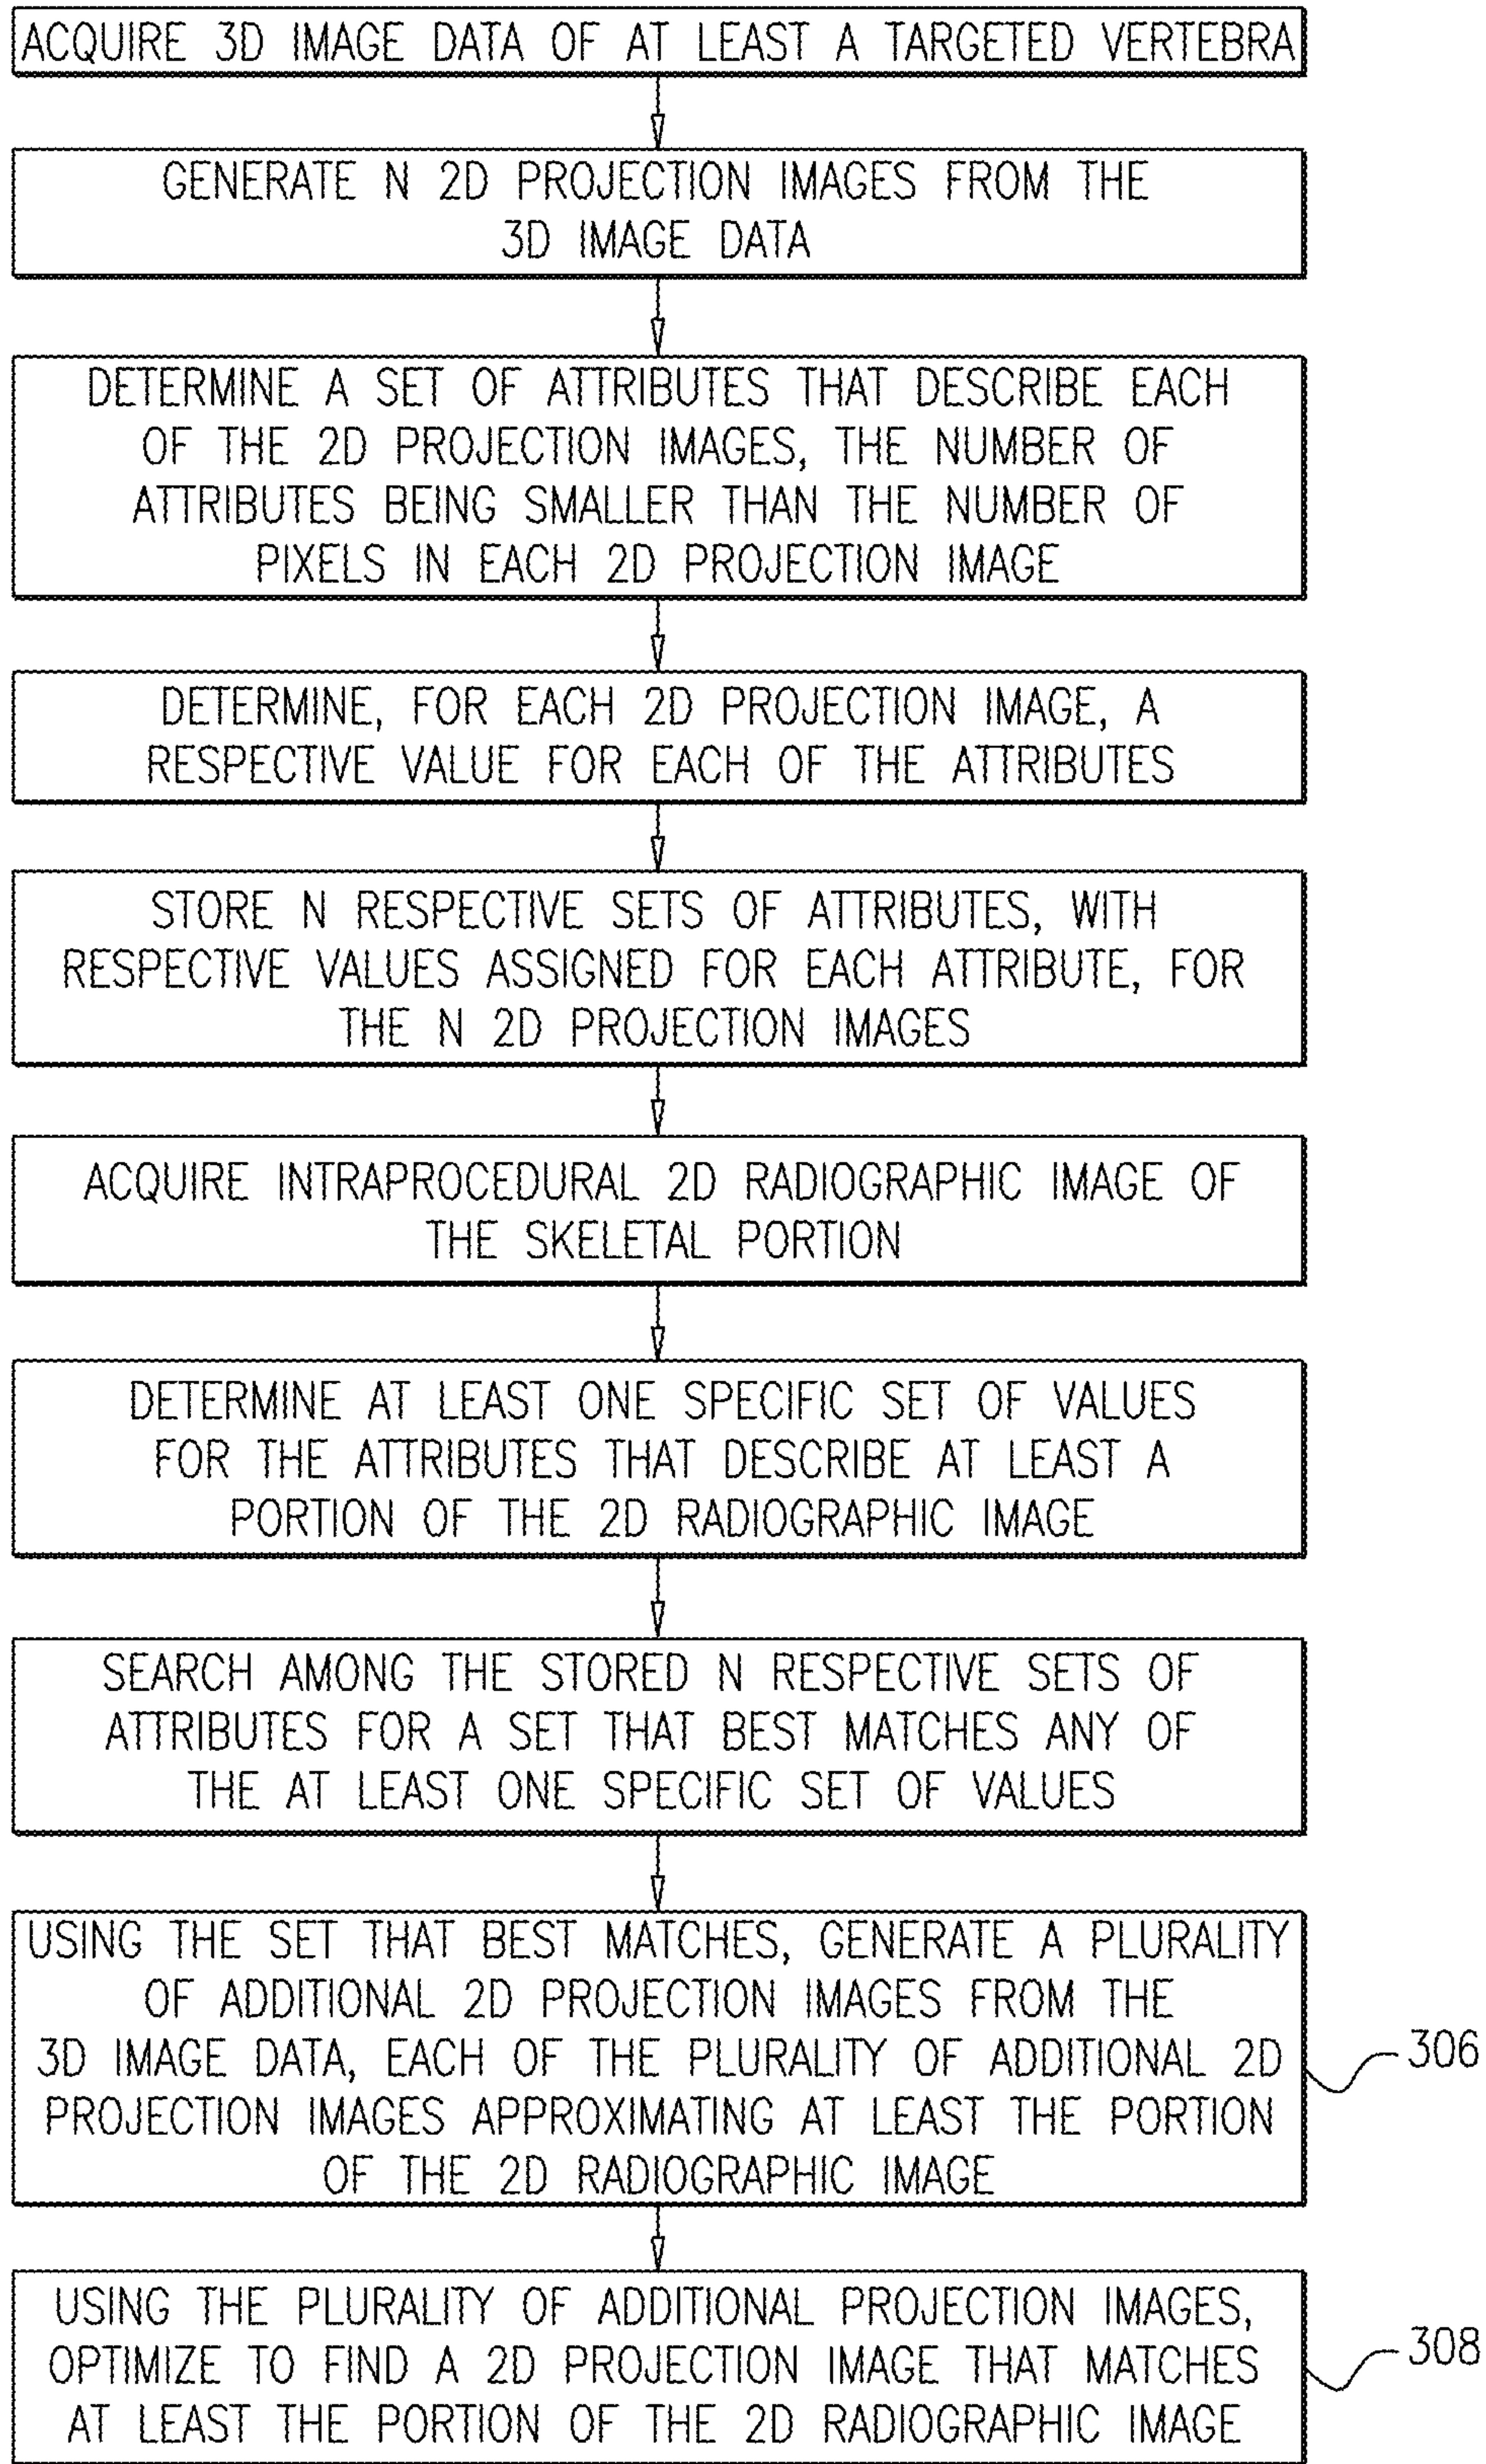 ACQUIRE 3D IMAGE DATA OF AT LEAST A TARGETED VERTEBRA
GENERATE N 2D PROJECTION IMAGES FROM THE
3D IMAGE DATA
DETERMINE A SET OF ATTRIBUTES THAT DESCRIBE EACH
OF THE 2D PROJECTION IMAGES, THE NUMBER OF
ATTRIBUTES BEING SMALLER THAN THE NUMBER OF
PIXELS IN EACH 2D PROJECTION IMAGE
DETERMINE, FOR EACH 2D PROJECTION IMAGE, A
RESPECTIVE VALUE FOR EACH OF THE ATTRIBUTES
STORE N RESPECTIVE SETS OF ATTRIBUTES, WITH
RESPECTIVE VALUES ASSIGNED FOR EACH ATTRIBUTE, FOR
THE N 2D PROJECTION IMAGES
ACQUIRE INTRAPROCEDURAL 2D RADIOGRAPHIC IMAGE OF
THE SKELETAL PORTION
DETERMINE AT LEAST ONE SPECIFIC SET OF VALUES
FOR THE ATTRIBUTES THAT DESCRIBE AT LEAST A
PORTION OF THE 2D RADIOGRAPHIC IMAGE
SEARCH AMONG THE STORED N RESPECTIVE SETS OF
ATTRIBUTES FOR A SET THAT BEST MATCHES ANY OF
THE AT LEAST ONE SPECIFIC SET OF VALUES
USING THE SET THAT BEST MATCHES, GENERATE A PLURALITY
OF ADDITIONAL 2D PROJECTION IMAGES FROM THE
3D IMAGE DATA, EACH OF THE PLURALITY OF ADDITIONAL 2D
PROJECTION IMAGES APPROXIMATING AT LEAST THE PORTION
OF THE 2D RADIOGRAPHIC IMAGE
306
USING THE PLURALITY OF ADDITIONAL PROJECTION IMAGES,
OPTIMIZE TO FIND A 2D PROJECTION IMAGE THAT MATCHES
AT LEAST THE PORTION OF THE 2D RADIOGRAPHIC IMAGE
308